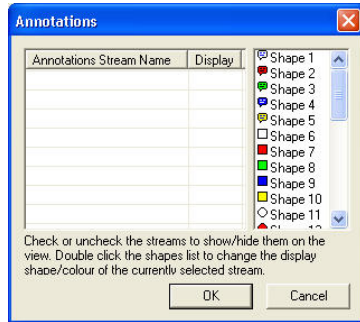 Annotations
Annotations Stream Name Display
Shape 1
Shape 2
Shape 3
Shape 4
Shape 5
Shape 6
Shape 7
Shape 8
Shape 9
Shape 10
Shape 11
Check or uncheck the streams to show/hide them on the
view. Double click the shapes list to change the display
shape/colour of the currently selected stream.
OK Cancel